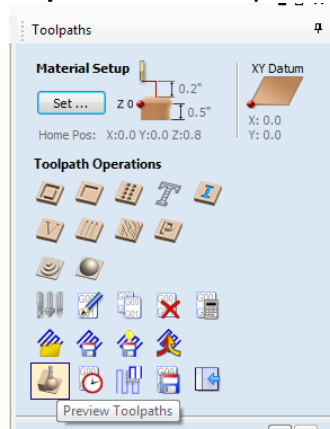 Toolpaths
Material Setup
XY Datum
0.2"
Set ...
Z 0
0.5"
X: 0.0
Y: 0.0
Home Pos: X:0.0 Y:0.0 Z:0.8
Toolpath Operations
Preview Toolpaths